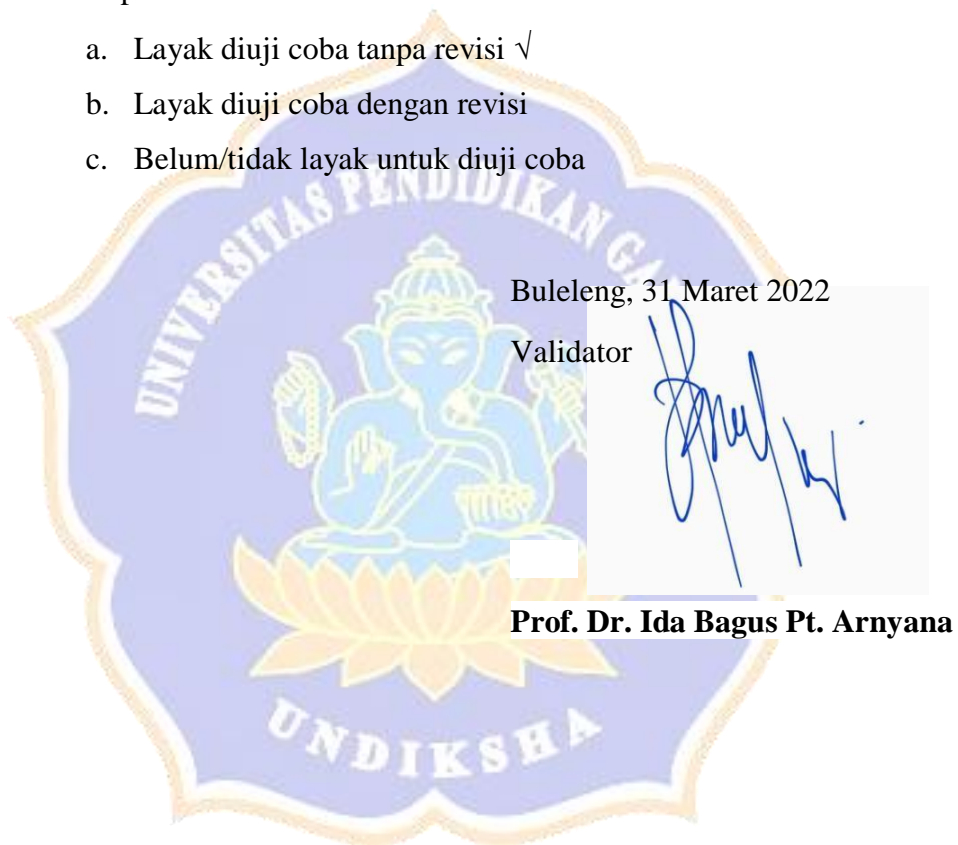 a. Layak diuji coba tanpa revisi √
b. Layak diuji coba dengan revisi
c. Belum/tidak layak untuk diuji coba
UNIVERSITAS PENDIDIKAN GA
Buleleng, 31 Maret 2022
Validator
Prof. Dr. Ida Bagus Pt. Arnyana
UNDIKSHA